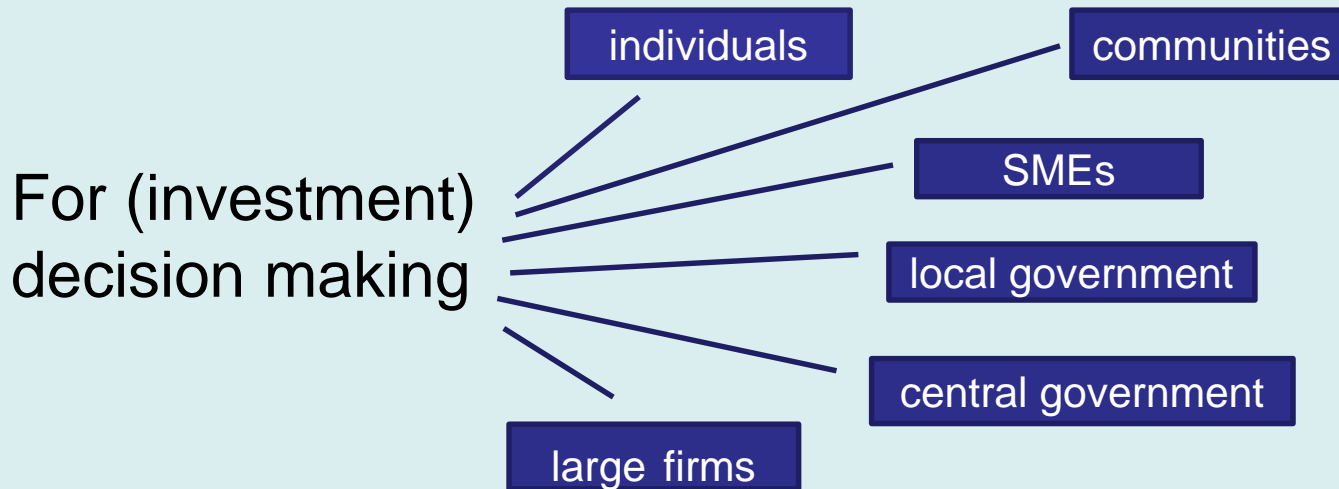 individuals
communities
For (investment)
decision making
SMEs
local government
central government
large firms